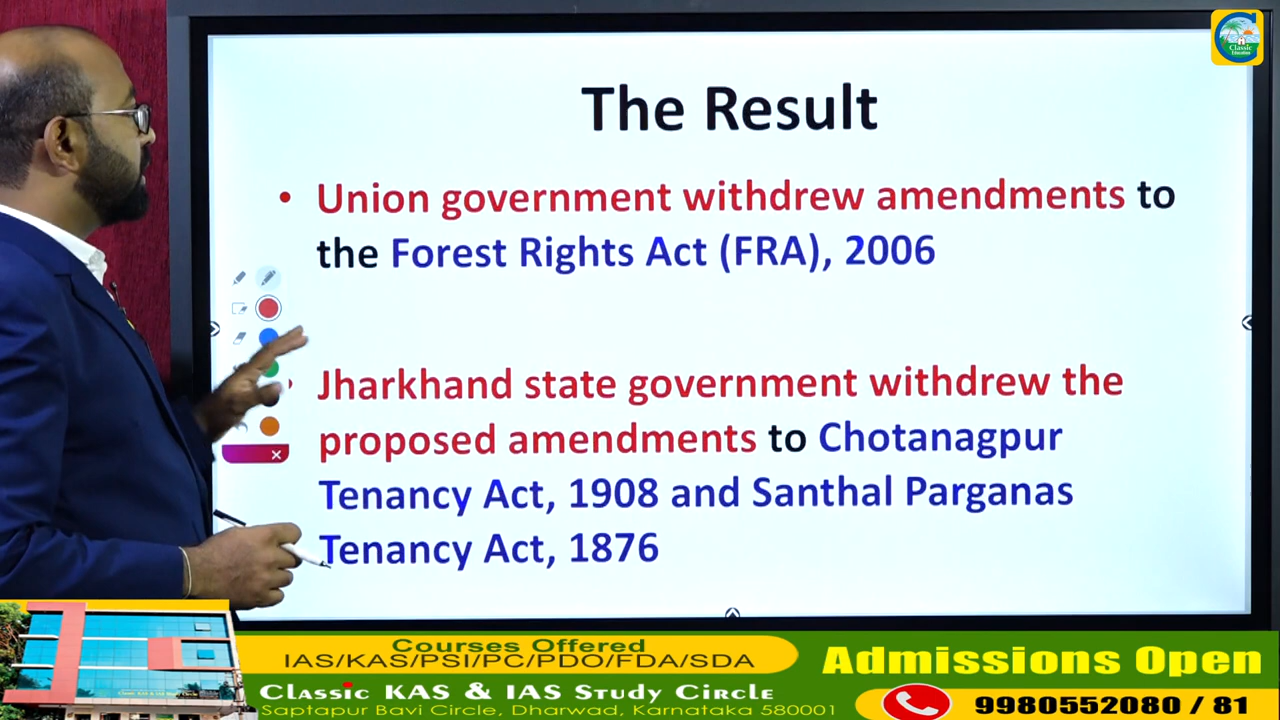 Classic
Education
The Result
• Union government withdrew amendments to
the Forest Rights Act (FRA), 2006
• Jharkhand state government withdrew the
proposed amendments to Chotanagpur
Tenancy Act, 1908 and Santhal Parganas
Tenancy Act, 1876
Courses Offered
IAS/KAS/PSI/PC/PDO/FDA/SDA
Classic KAS & IAS Study Circle
Saptapur Bavi Circle, Dharwad, Karnataka 580001
Admissions Open
9980552080 / 81